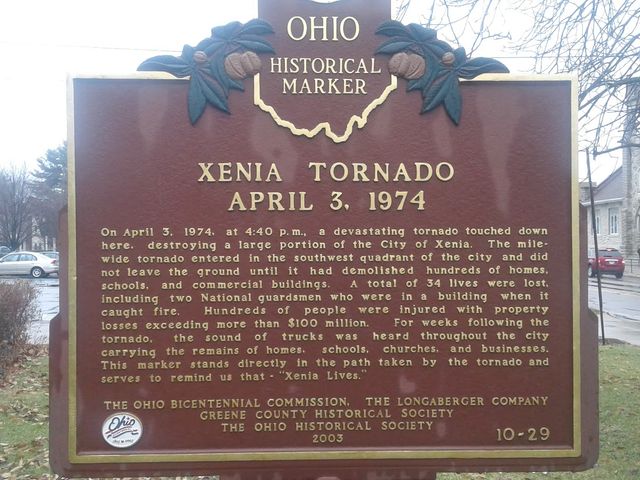 OHIO
HISTORICAL
MARKER
XENIA TORNADO
APRIL 3, 1974
On April 3, 1974, at 4:40 p.m., a devastating tornado touched down
here, destroying a large portion of the City of Xenia. The mile-
wide tornado entered in the southwest quadrant of the city and did
not leave the ground until it had demolished hundreds of homes,
schools, and commercial buildings. A total of 34 lives were lost,
including two National guardsmen who were in a building when it
caught fire. Hundreds of people were injured with property
losses exceeding more than $100 million. For weeks following the
tornado, the sound of trucks was heard throughout the city
carrying the remains of homes, schools, churches, and businesses.
This marker stands directly in the path taken by the tornado and
serves to remind us that - "Xenia Lives."
THE OHIO BICENTENNIAL COMMISSION, THE LONGABERGER COMPANY
GREENE COUNTY HISTORICAL SOCIETY
THE OHIO HISTORICAL SOCIETY
2003
10-29
Ohio